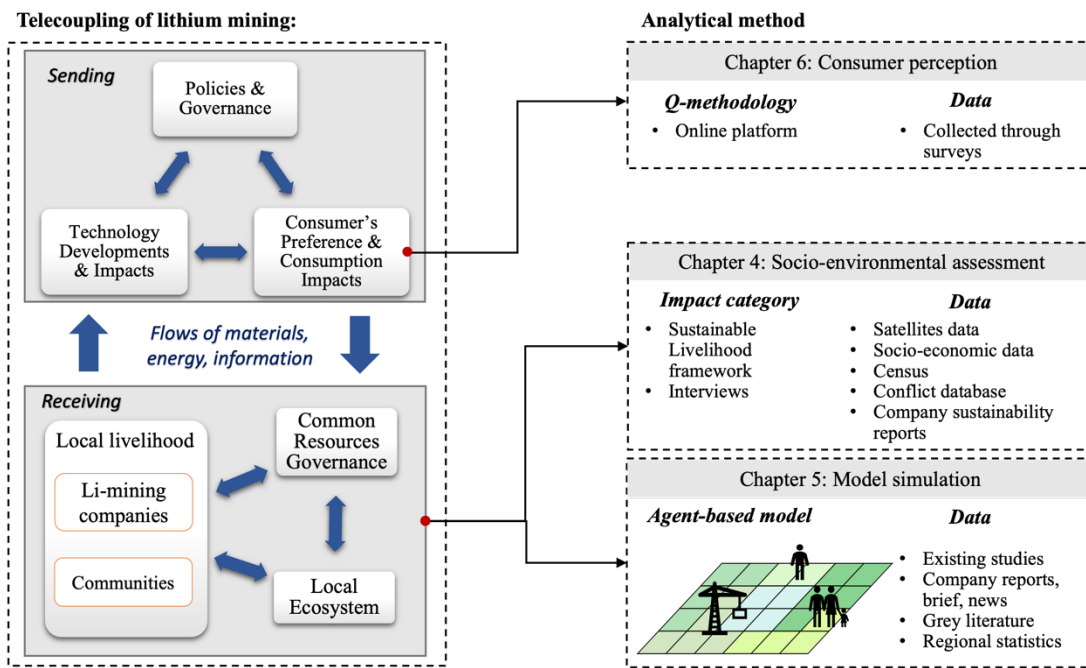 Telecoupling of lithium mining:
Sending
Policies &
Governance
Technology
Developments
& Impacts
Consumer's
Preference &
Consumption
Impacts
Flows of materials,
energy, information
Receiving
Local livelihood
Li-mining
companies
Communities
Common
Resources
Governance
Local
Ecosystem
Analytical method
Chapter 6: Consumer perception
Q-methodology
• Online platform
Data
• Collected through
surveys
Chapter 4: Socio-environmental assessment
Impact category
• Sustainable
Livelihood
framework
• Interviews
Data
• Satellites data
• Socio-economic data
• Census
• Conflict database
• Company sustainability
reports
Chapter 5: Model simulation
Agent-based model
Data
• Existing studies
• Company reports,
brief, news
• Grey literature
• Regional statistics